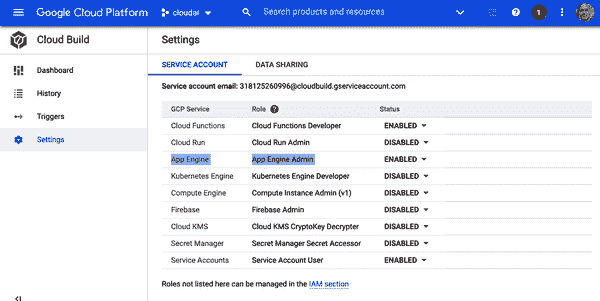 Google Cloud Platform cloudai Search products and resources 1
Cloud Build Settings
SERVICE ACCOUNT DATA SHARING
Dashboard
History
Triggers
Settings
Service account email: 318125260996@cloudbuild.gserviceaccount.com
GCP Service Role Status
Cloud Functions Cloud Functions Developer ENABLED
Cloud Run Cloud Run Admin DISABLED
App Engine App Engine Admin ENABLED
Kubernetes Engine Kubernetes Engine Developer DISABLED
Compute Engine Compute Instance Admin (v1) DISABLED
Firebase Firebase Admin DISABLED
Cloud KMS Cloud KMS CryptoKey Decrypter DISABLED
Secret Manager Secret Manager Secret Accessor DISABLED
Service Accounts Service Account User ENABLED
Roles not listed here can be managed in the IAM section